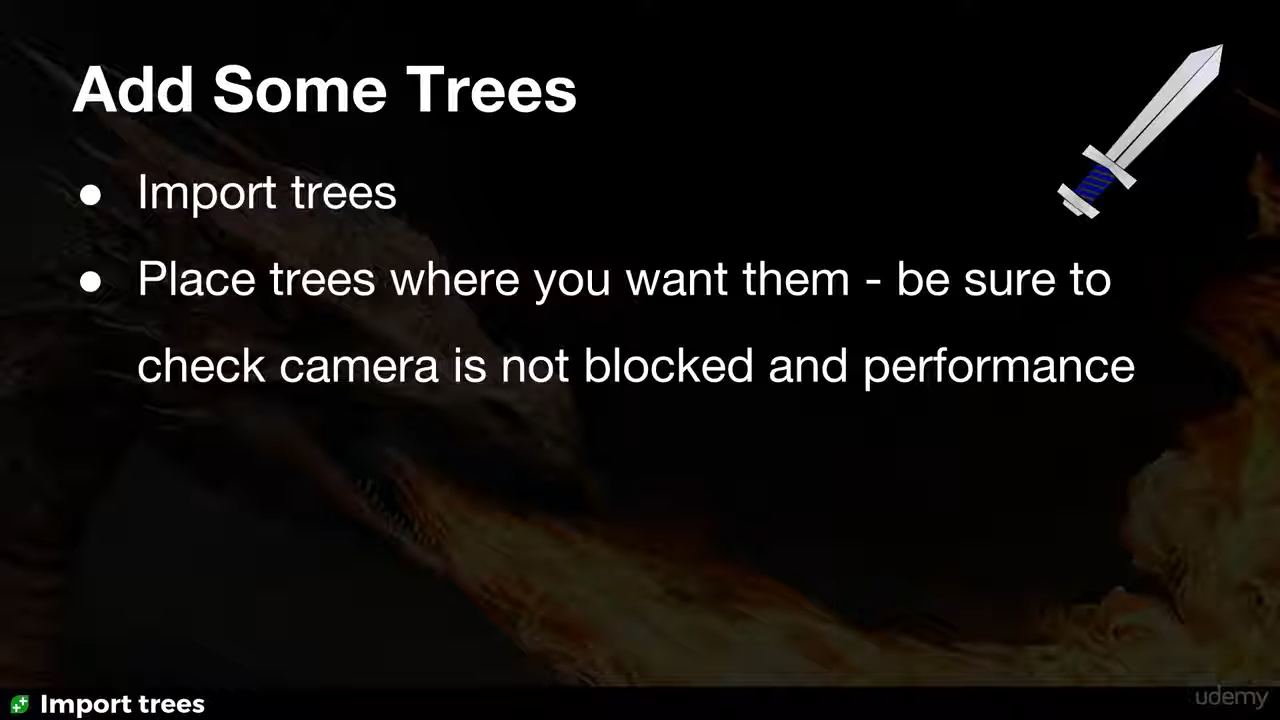 Add Some Trees
● Import trees
● Place trees where you want them - be sure to
check camera is not blocked and performance
Import trees
udemy